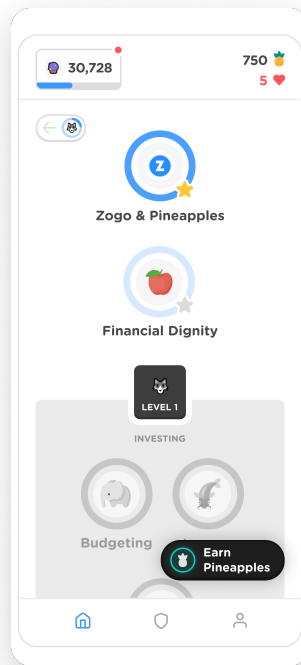 30,728
750
5
Z
Zogo & Pineapples
Financial Dignity
LEVEL 1
INVESTING
Budgeting
Earn
Pineapples